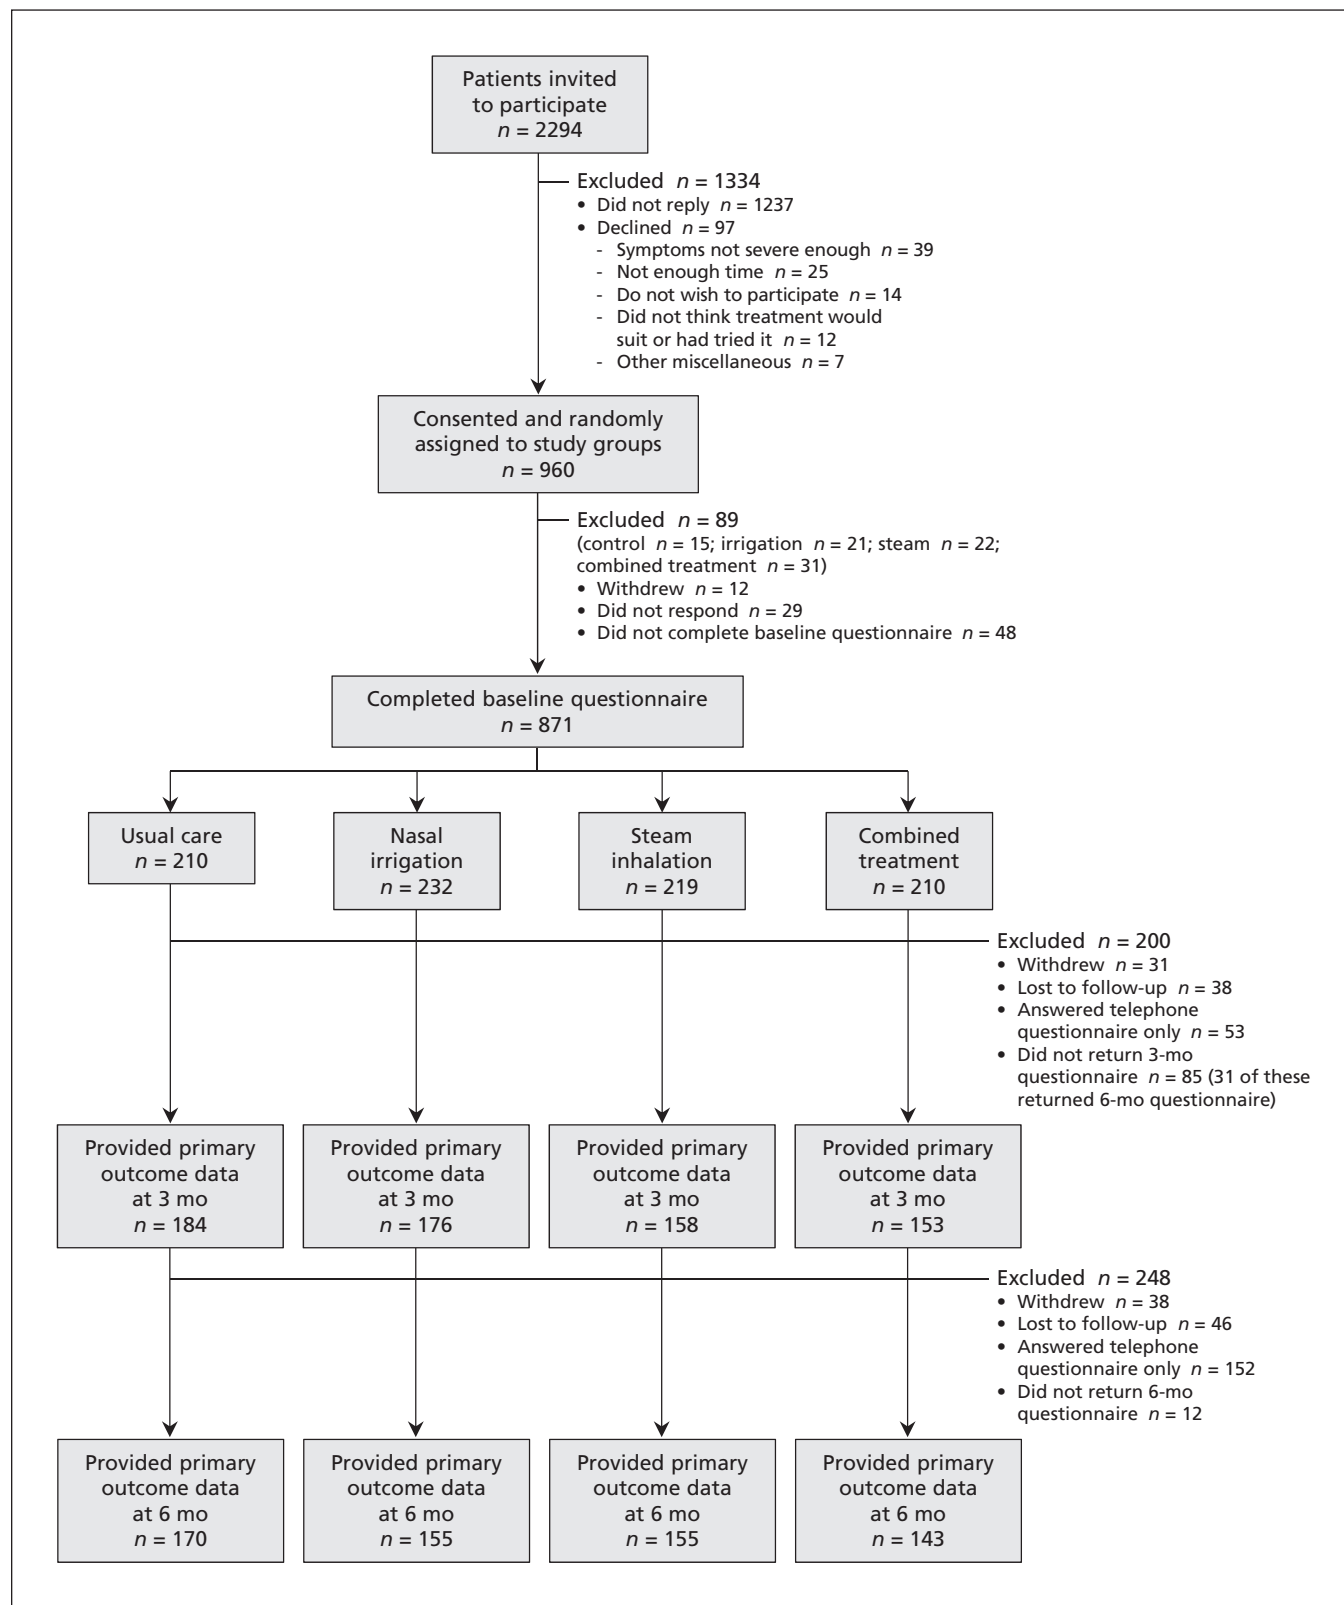 Patients invited
to participate
n = 2294
Excluded n = 1334
• Did not reply n = 1237
• Declined n = 97
- Symptoms not severe enough n = 39
- Not enough time n = 25
- Do not wish to participate n = 14
- Did not think treatment would
suit or had tried it n = 12
- Other miscellaneous n = 7
Consented and randomly
assigned to study groups
n = 960
Excluded n = 89
(control n = 15; irrigation n = 21; steam n = 22;
combined treatment n = 31)
• Withdrew n = 12
• Did not respond n = 29
• Did not complete baseline questionnaire n = 48
Completed baseline questionnaire
n = 871
Usual care
n = 210
Nasal
irrigation
n = 232
Steam
inhalation
n = 219
Combined
treatment
n = 210
Excluded n = 200
• Withdrew n = 31
• Lost to follow-up n = 38
• Answered telephone
questionnaire only n = 53
• Did not return 3-mo
questionnaire n = 85 (31 of these
returned 6-mo questionnaire)
Provided primary
outcome data
at 3 mo
n = 184
Provided primary
outcome data
at 3 mo
n = 176
Provided primary
outcome data
at 3 mo
n = 158
Provided primary
outcome data
at 3 mo
n = 153
Excluded n = 248
• Withdrew n = 38
• Lost to follow-up n = 46
• Answered telephone
questionnaire only n = 152
• Did not return 6-mo
questionnaire n = 12
Provided primary
outcome data
at 6 mo
n = 170
Provided primary
outcome data
at 6 mo
n = 155
Provided primary
outcome data
at 6 mo
n = 155
Provided primary
outcome data
at 6 mo
n = 143